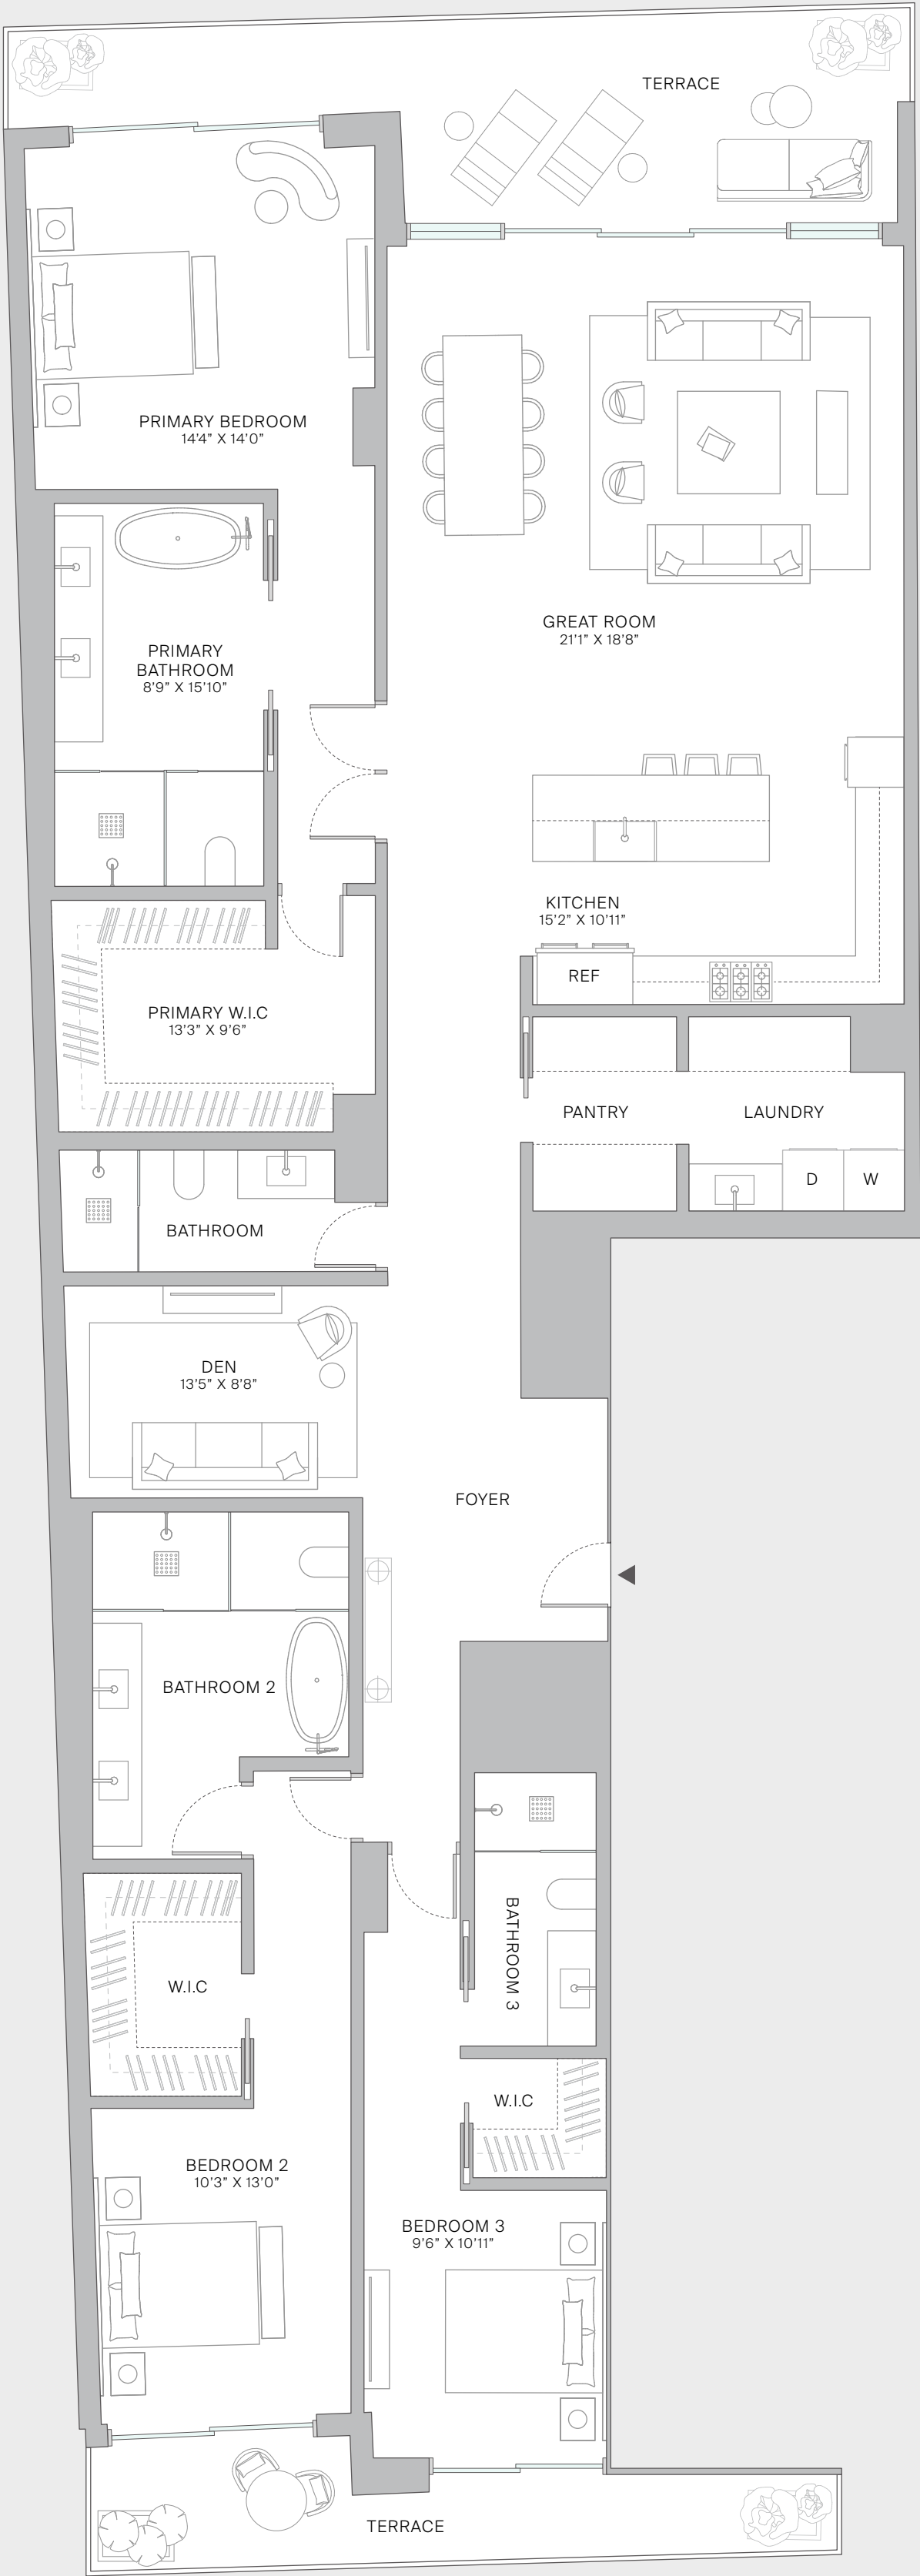 TERRACE
PRIMARY BEDROOM
14'4” X 14'0”
GREAT ROOM
21'1” X 18'8”
PRIMARY
BATHROOM
8'9” X 15'10”
KITCHEN
15'2” X 10'11”
REF
PRIMARY W.I.C
13'3” X 9'6”
PANTRY
LAUNDRY
D
W
BATHROOM
DEN
13'5” X 8'8”
FOYER
BATHROOM 2
BATHROOM 3
W.I.C
W.I.C
BEDROOM 2
10'3” X 13'0”
BEDROOM 3
9'6” X 10'11”
TERRACE